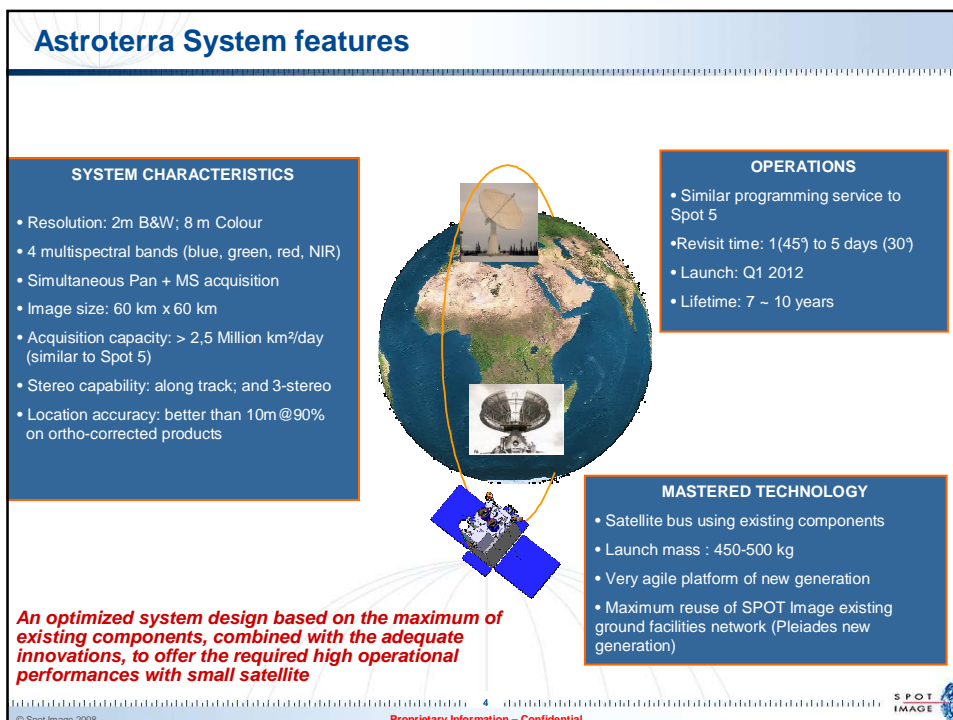 Astroterra System features
SYSTEM CHARACTERISTICS
• Resolution: 2m B&W; 8 m Colour
• 4 multispectral bands (blue, green, red, NIR)
• Simultaneous Pan + MS acquisition
• Image size: 60 km x 60 km
• Acquisition capacity: > 2,5 Million km²/day
(similar to Spot 5)
• Stereo capability: along track; and 3-stereo
• Location accuracy: better than 10m@90%
on ortho-corrected products
OPERATIONS
• Similar programming service to
Spot 5
•Revisit time: 1(45°) to 5 days (30°)
• Launch: Q1 2012
• Lifetime: 7 ~ 10 years
MASTERED TECHNOLOGY
• Satellite bus using existing components
• Launch mass : 450-500 kg
• Very agile platform of new generation
• Maximum reuse of SPOT Image existing
ground facilities network (Pleiades new
generation)
An optimized system design based on the maximum of
existing components, combined with the adequate
innovations, to offer the required high operational
performances with small satellite
4
SPOT
IMAGE
© Spot Image 2008
Proprietary Information – Confidential